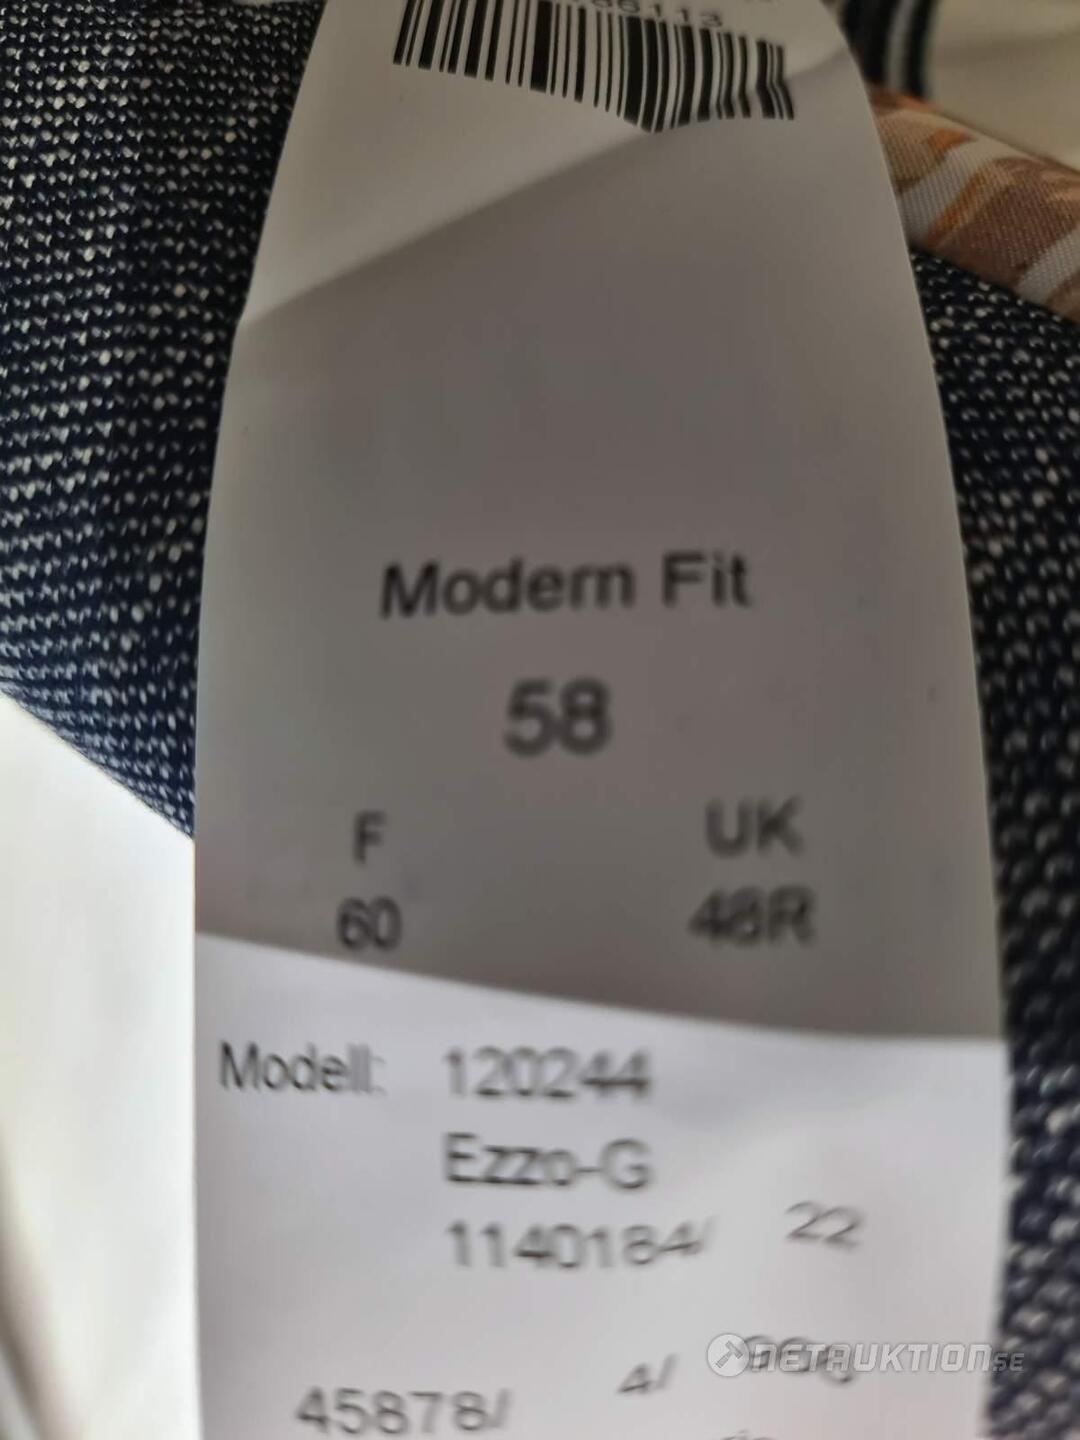 Modern Fit
58
F UK
60 48R
Modell: 120244
Ezzo-G
1140184/ 22
45878/ 4/
NETAUKTION.SE